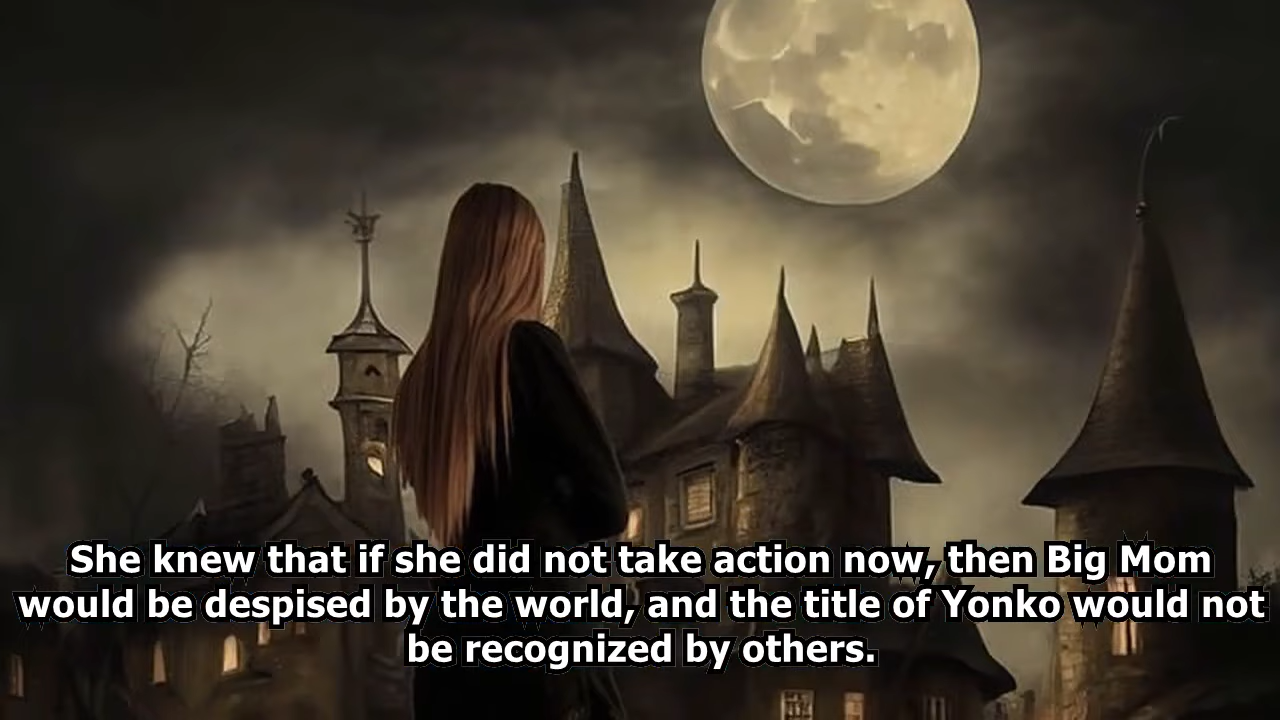 She knew that if she did not take action now, then Big Mom
would be despised by the world, and the title of Yonko would not
be recognized by others.